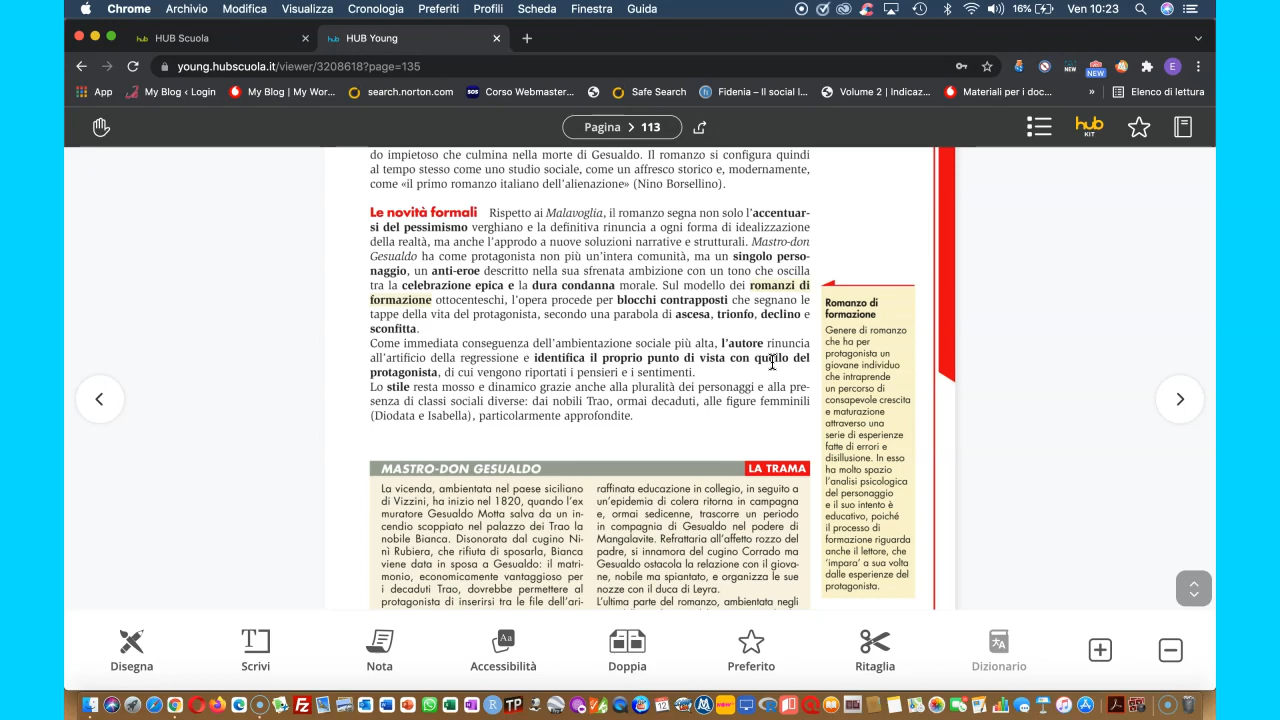 Chrome Archivio Modifica Visualizza Cronologia Preferiti Profili Scheda Finestra Guida 16% Ven 10:23
hub HUB Scuola
hub HUB Young
young.hubscuola.it/viewer/3208618?page=135
App My Blog ‹ Login My Blog | My Wor... search.norton.com Corso Webmaster... Safe Search Fidenia – Il social l... Volume 2 | Indicaz... Materiali per i doc... » Elenco di lettura
Pagina > 113
hub KIT
do impietoso che culmina nella morte di Gesualdo. Il romanzo si configura quindi
al tempo stesso come uno studio sociale, come un affresco storico e, modernamente,
come «il primo romanzo italiano dell'alienazione» (Nino Borsellino).
Le novità formali Rispetto ai Malavoglia, il romanzo segna non solo l'accentuar-
si del pessimismo verghiano e la definitiva rinuncia a ogni forma di idealizzazione
della realtà, ma anche l'approdo a nuove soluzioni narrative e strutturali. Mastro-don
Gesualdo ha come protagonista non più un'intera comunità, ma un singolo perso-
naggio, un anti-eroe descritto nella sua sfrenata ambizione con un tono che oscilla
tra la celebrazione epica e la dura condanna morale. Sul modello dei romanzi di
formazione ottocenteschi, l'opera procede per blocchi contrapposti che segnano le
tappe della vita del protagonista, secondo una parabola di ascesa, trionfo, declino e
sconfitta.
Come immediata conseguenza dell'ambientazione sociale più alta, l'autore rinuncia
all'artificio della regressione e identifica il proprio punto di vista con quello del
protagonista, di cui vengono riportati i pensieri e i sentimenti.
Lo stile resta mosso e dinamico grazie anche alla pluralità dei personaggi e alla pre-
senza di classi sociali diverse: dai nobili Trao, ormai decaduti, alle figure femminili
(Diodata e Isabella), particolarmente approfondite.
Romanzo di
formazione
Genere di romanzo
che ha per
protagonista un
giovane individuo
che intraprende
un percorso di
consapevole crescita
e maturazione
attraverso una
serie di esperienze
fatte di errori e
disillusione. In esso
ha molto spazio
l'analisi psicologica
del personaggio
e il suo intento è
educativo, poiché
il processo di
formazione riguarda
anche il lettore, che
'impara' a sua volta
dalle esperienze del
protagonista.
MASTRO-DON GESUALDO LA TRAMA
La vicenda, ambientata nel paese siciliano
di Vizzini, ha inizio nel 1820, quando l'ex
muratore Gesualdo Motta salva da un in-
cendio scoppiato nel palazzo dei Trao la
nobile Bianca. Disonorata dal cugino Ni-
nì Rubiera, che rifiuta di sposarla, Bianca
viene data in sposa a Gesualdo: il matri-
monio, economicamente vantaggioso per
i decaduti Trao, dovrebbe permettere al
protagonista di inserirsi tra le file dell'ari-
raffinata educazione in collegio, in seguito a
un'epidemia di colera ritorna in campagna
e, ormai sedicenne, trascorre un periodo
in compagnia di Gesualdo nel podere di
Mangalavite. Refrattaria all'affetto rozzo del
padre, si innamora del cugino Corrado ma
Gesualdo ostacola la relazione con il giova-
ne, nobile ma spiantato, e organizza le sue
nozze con il duca di Leyra.
L'ultima parte del romanzo, ambientata negli
Disegna Scrivi Nota Accessibilità Doppia Preferito Ritaglia Dizionario